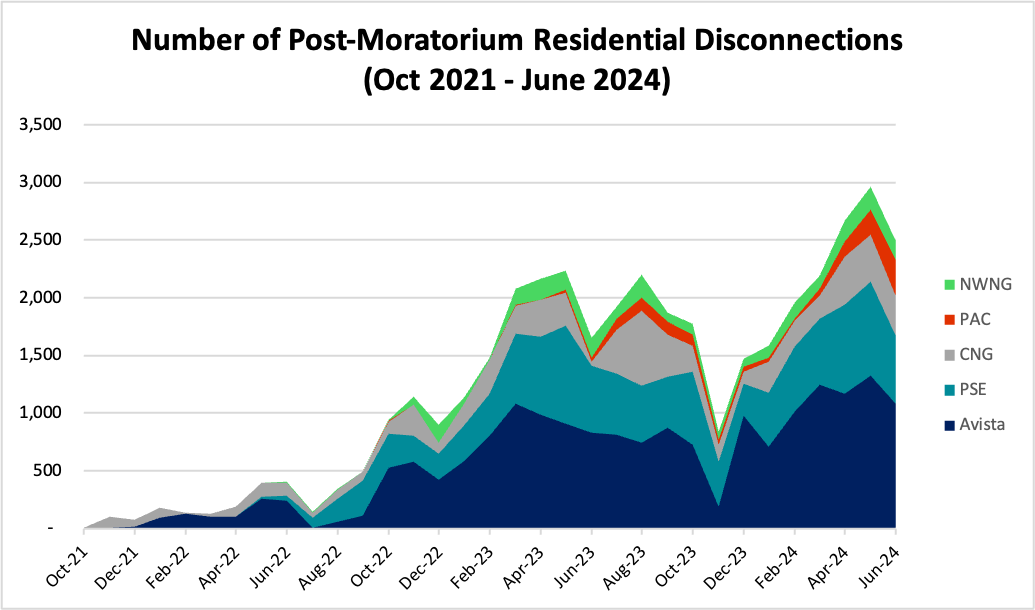 Number of Post-Moratorium Residential Disconnections
(Oct 2021 - June 2024)
3,500
3,000
2,500
2,000
1,500
1,000
500
-
Oct-21
Dec-21
Feb-22
Apr-22
Jun-22
Aug-22
Oct-22
Dec-22
Feb-23
Apr-23
Jun-23
Aug-23
Oct-23
Dec-23
Feb-24
Apr-24
Jun-24
NWNG
PAC
CNG
PSE
Avista